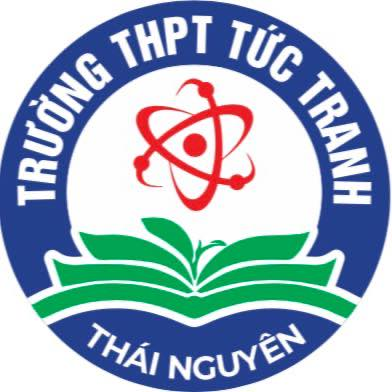 TRƯỜNG THPT TỨC TRANH
THÁI NGUYÊN